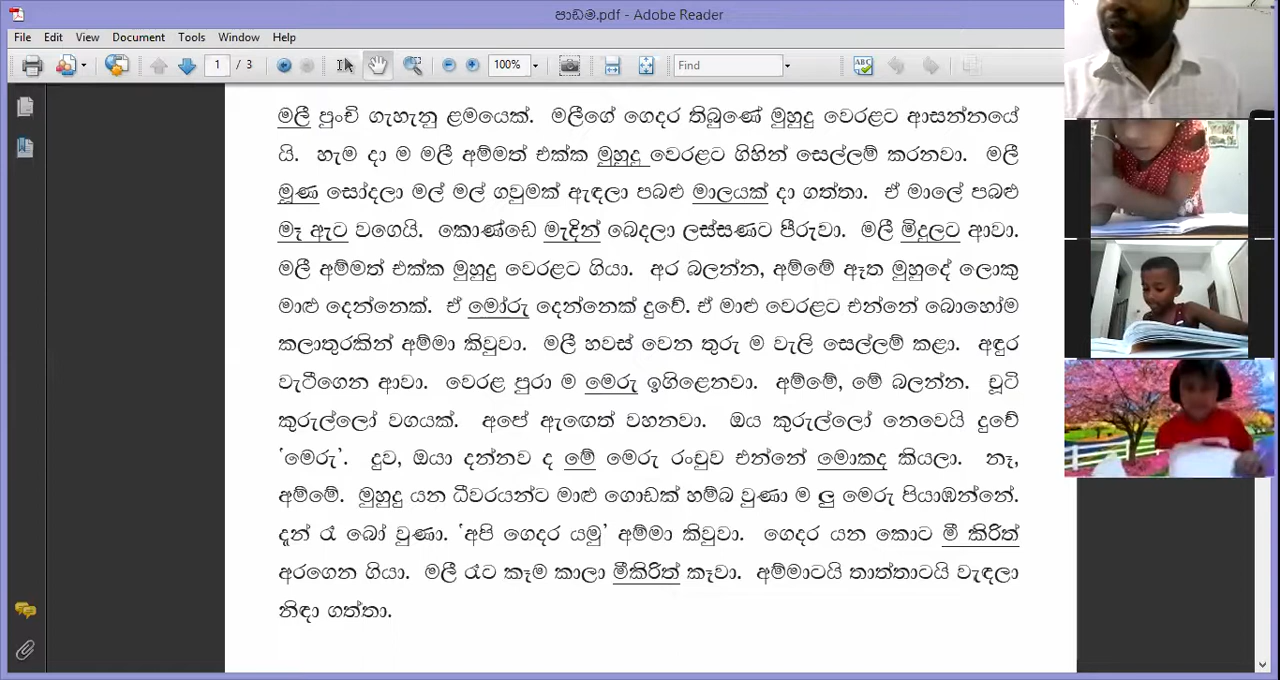 පාඩම.pdf - Adobe Reader
File Edit View Document Tools Window Help
1 / 3 100% Find
මලී පුංචි ගැහැනු ළමයෙක්. මලීගේ ගෙදර තිබුණේ මුහුදු වෙරළට ආසන්නයේ
යි. හැම දා ම මලී අම්මත් එක්ක මුහුදු වෙරළට ගිහින් සෙල්ලම් කරනවා. මලී
මූණ සෝදලා මල් මල් ගවුමක් ඇඳලා පබළු මාලයක් දා ගත්තා. ඒ මාලේ පබළු
මෑ ඇට වගෙයි. කොණ්ඩෙ මැදින් බෙදලා ලස්සණට පීරුවා. මලී මිදුලට ආවා.
මලී අම්මත් එක්ක මුහුදු වෙරළට ගියා. අර බලන්න, අම්මේ ඈත මුහුදේ ලොකු
මාළු දෙන්නෙක්. ඒ මෝරු දෙන්නෙක් දුවේ. ඒ මාළු වෙරළට එන්නේ බොහෝම
කලාතුරකින් අම්මා කිවුවා. මලී හවස් වෙන තුරු ම වැලි සෙල්ලම් කළා. අඳුර
වැටීගෙන ආවා. වෙරළ පුරා ම මෙරු ඉගිළෙනවා. අම්මේ, මේ බලන්න. චූටි
කුරුල්ලෝ වගයක්. අපේ ඇඟෙත් වහනවා. ඔය කුරුල්ලෝ නෙවෙයි දුවේ
‘මෙරු’. දුව, ඔයා දන්නව ද මේ මෙරු රංචුව එන්නේ මොකද කියලා. නෑ,
අම්මේ. මුහුදු යන ධීවරයන්ට මාළු ගොඩක් හම්බ වුණා ම ලු මෙරු පියාඹන්නේ.
දැන් රෑ බෝ වුණා. ‘අපි ගෙදර යමු’ අම්මා කිවුවා. ගෙදර යන කොට මී කිරිත්
අරගෙන ගියා. මලී රෑට කෑම කාලා මීකිරිත් කෑවා. අම්මාටයි තාත්තාටයි වැඳලා
නිඳා ගත්තා.